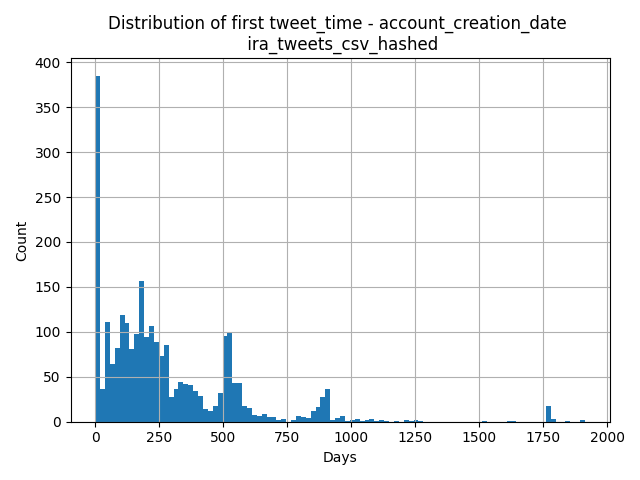 Distribution of first tweet_time - account_creation_date
ira_tweets_csv_hashed
400
350
300
250
200
150
100
50
0
Count
0 250 500 750 1000 1250 1500 1750 2000
Days